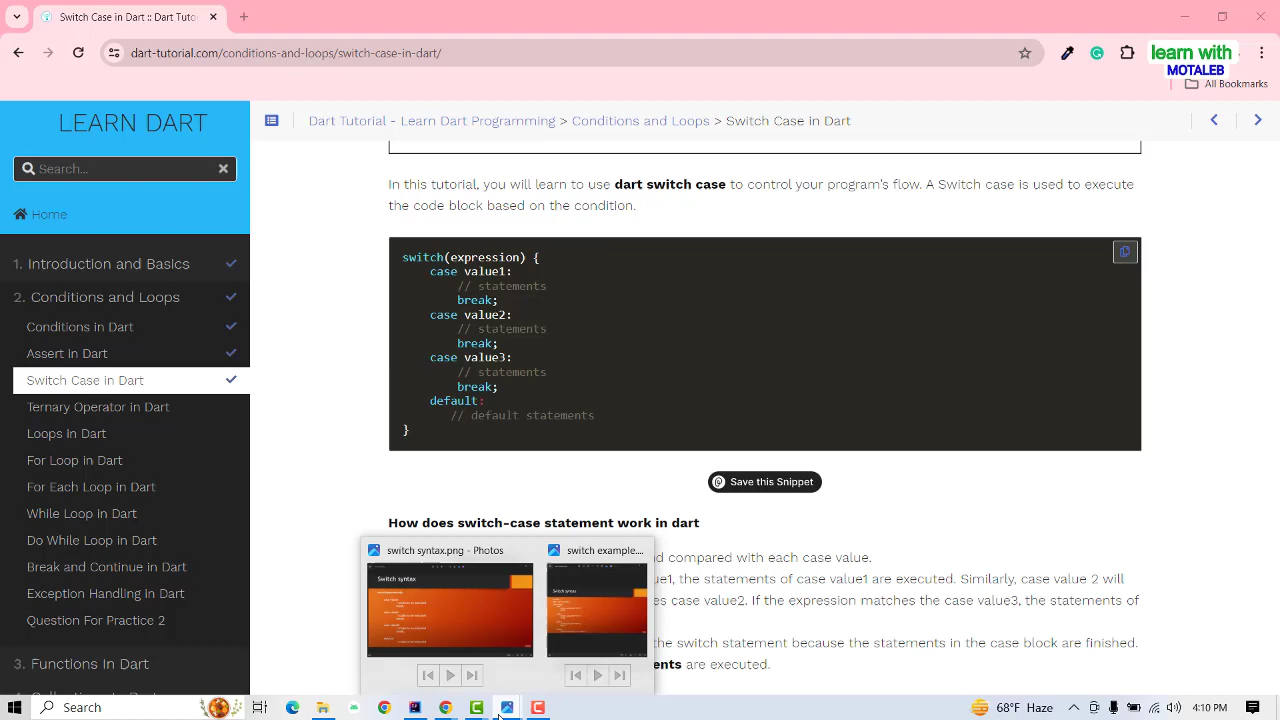 Switch Case in Dart | Dart Tuto
dart-tutorial.com/conditions-and-loops/switch-case-in-dart/
learn with
MOTALEB
All Bookmarks
LEARN DART
Search...
Home
1. Introduction and Basics
2. Conditions and Loops
Conditions in Dart
Assert in Dart
Switch Case in Dart
Ternary Operator in Dart
Loops in Dart
For Loop in Dart
For Each Loop in Dart
While Loop in Dart
Do While Loop in Dart
Break and Continue in Dart
Exception Handling in Dart
Question For Practice 2
3. Functions In Dart
Dart Tutorial - Learn Dart Programming > Conditions and Loops > Switch Case in Dart
In this tutorial, you will learn to use dart switch case to control your program's flow. A Switch case is used to execute
the code block based on the condition.
switch(expression) {
case value1:
// statements
break;
case value2:
// statements
break;
case value3:
// statements
break;
default:
// default statements
}
Save this Snippet
How does switch-case statement work in dart
d compared with each case value.
ue1, the statements of case value1 are executed. Similarly, case value2 will
case value2. If the expression matches the case value3, the statements of
the switch statement because the statements in the case block are finished.
ements are executed.
switch syntax.png - Photos
switch example...
Switch syntax
Switch syntax
Search
68°F Haze
4:10 PM